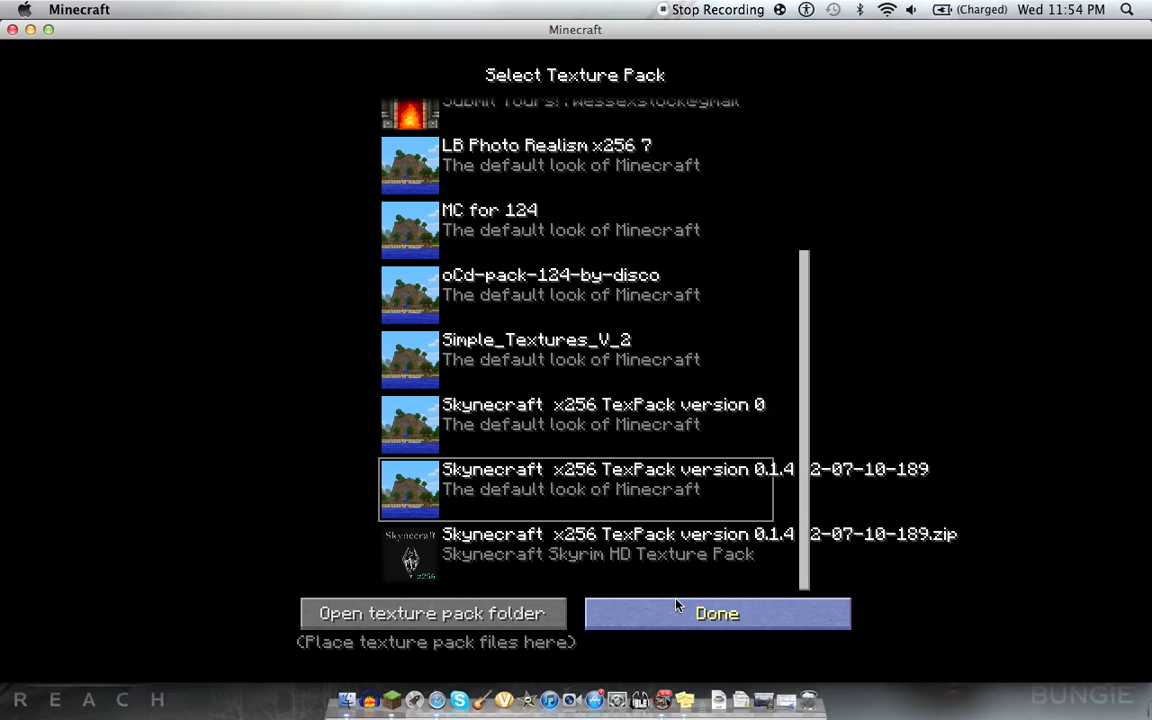 Minecraft
Stop Recording
(Charged)
Wed 11:54 PM
Minecraft
Select Texture Pack
LB Photo Realism x256 7
The default look of Minecraft
MC for 124
The default look of Minecraft
oCd-pack-124-by-disco
The default look of Minecraft
Simple_Textures_V_2
The default look of Minecraft
Skynecraft x256 TexPack version 0
The default look of Minecraft
Skynecraft x256 TexPack version 0.1.4 2-07-10-189
The default look of Minecraft
Skynecraft
x256
Skynecraft x256 TexPack version 0.1.4 2-07-10-189.zip
Skynecraft Skyrim HD Texture Pack
Open texture pack folder
Done
(Place texture pack files here)
REACH
BUNGiE